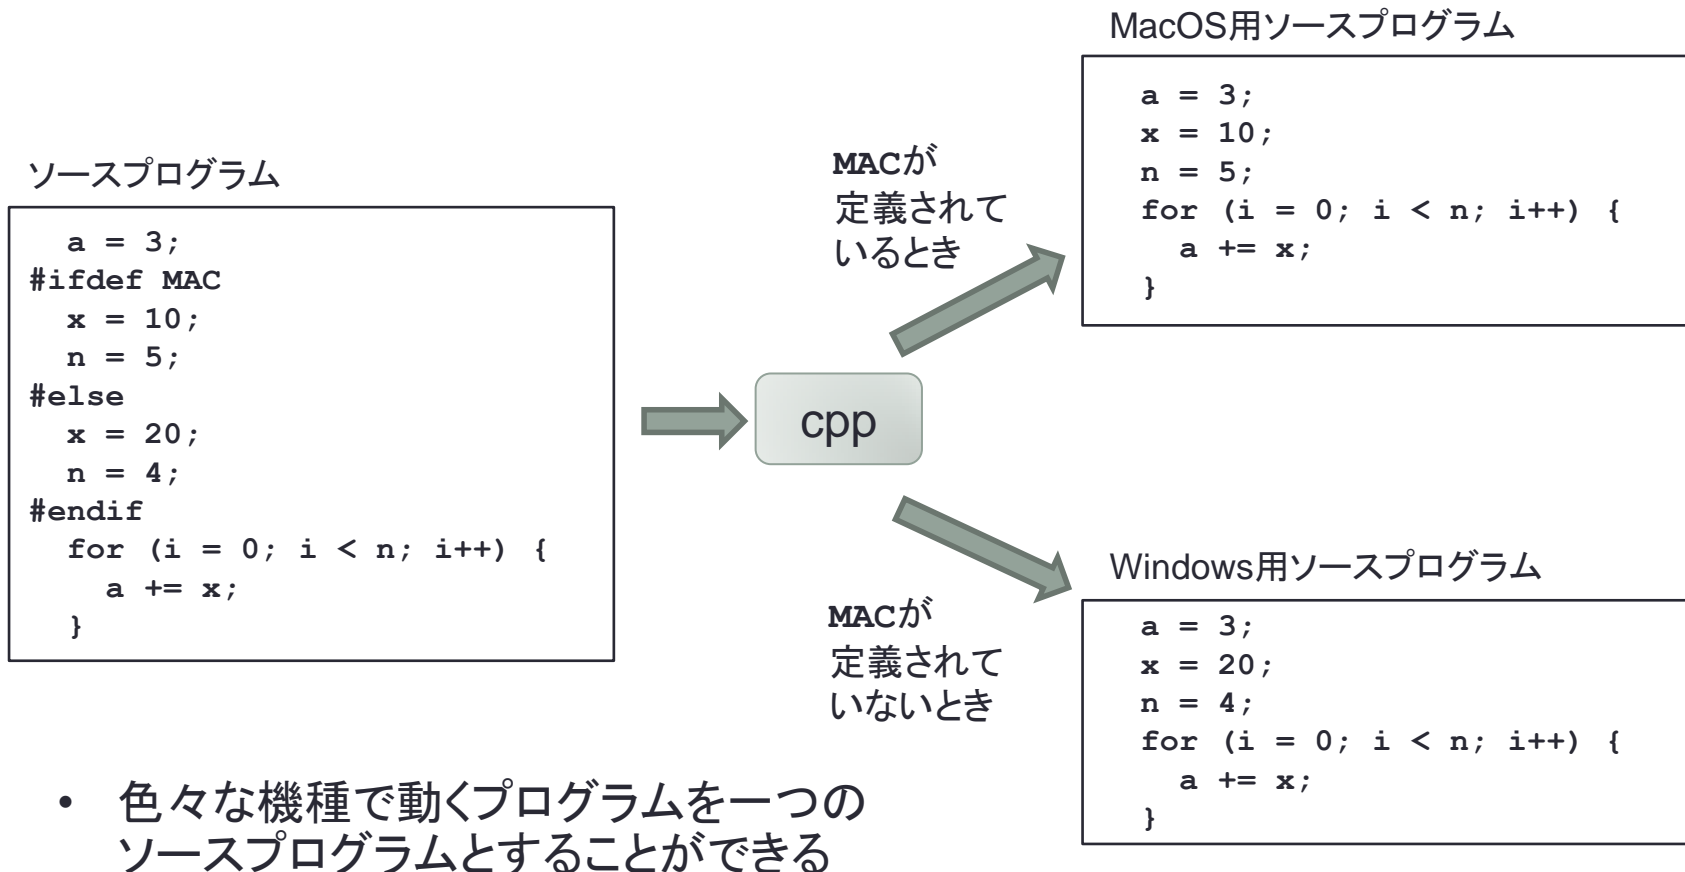 ソースプログラム
a = 3;
#ifdef MAC
x = 10;
n = 5;
#else
x = 20;
n = 4;
#endif
for (i = 0; i < n; i++) {
a += x;
}
cpp
MACが
定義されて
いるとき
MacOS用ソースプログラム
a = 3;
x = 10;
n = 5;
for (i = 0; i < n; i++) {
a += x;
}
MACが
定義されて
いないとき
Windows用ソースプログラム
a = 3;
x = 20;
n = 4;
for (i = 0; i < n; i++) {
a += x;
}
• 色々な機種で動くプログラムを一つの
ソースプログラムとすることができる